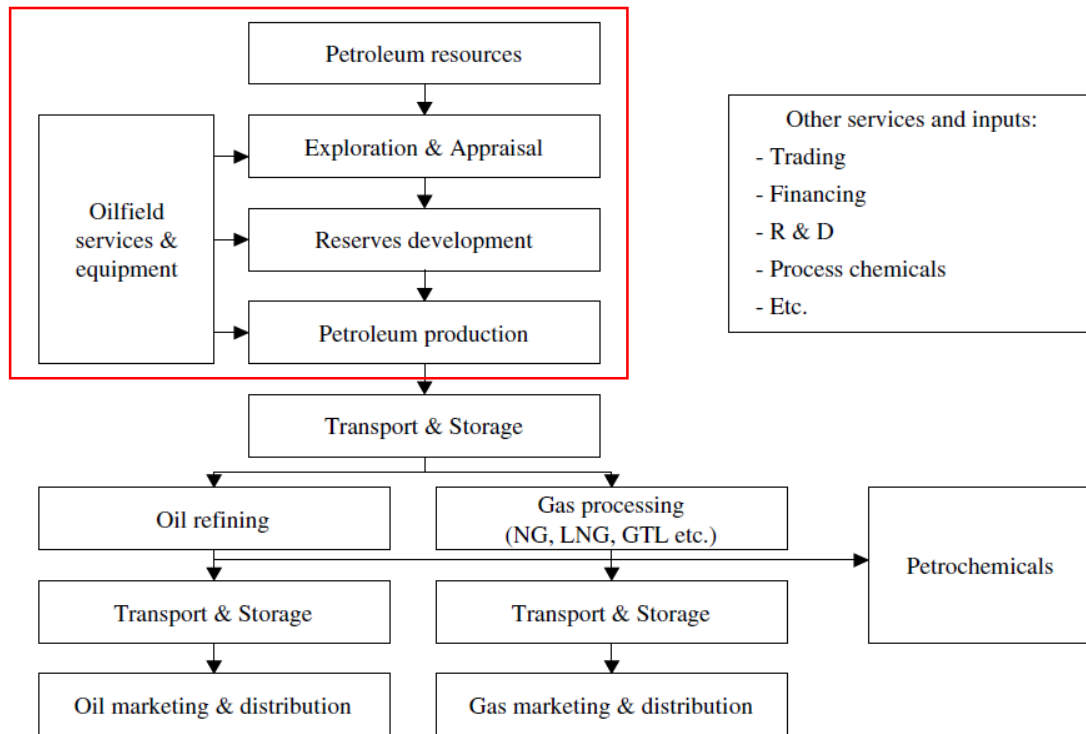 Petroleum resources
Exploration & Appraisal
Oilfield
services &
equipment
Reserves development
Petroleum production
Other services and inputs:
- Trading
- Financing
- R & D
- Process chemicals
- Etc.
Transport & Storage
Oil refining
Gas processing
(NG, LNG, GTL etc.)
Petrochemicals
Transport & Storage
Transport & Storage
Oil marketing & distribution
Gas marketing & distribution